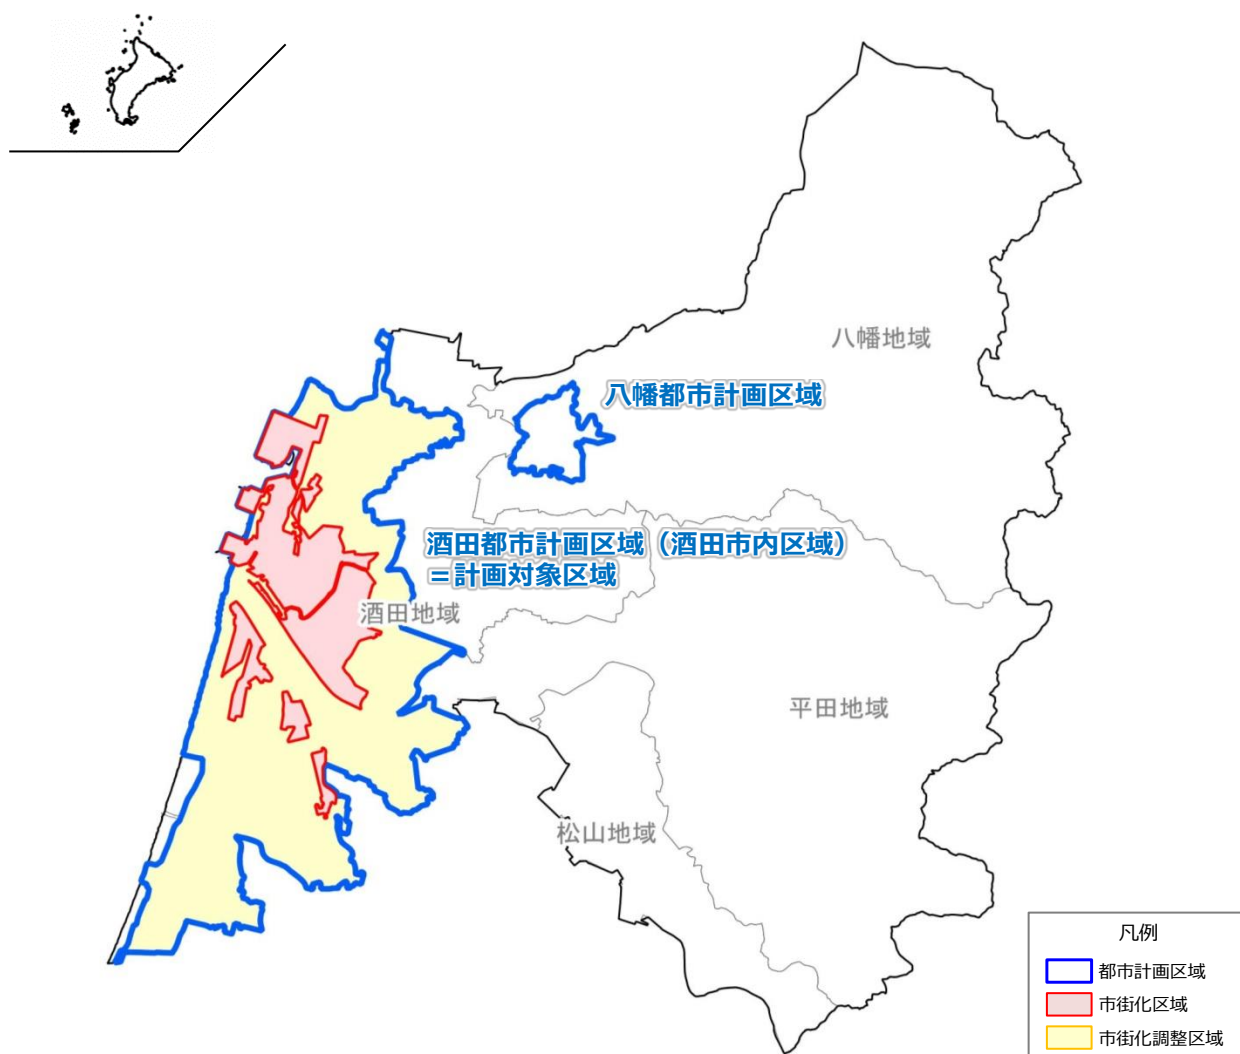 八幡地域
八幡都市計画区域
酒田都市計画区域（酒田市内区域）
＝計画対象区域
酒田地域
平田地域
松山地域
凡例
都市計画区域
市街化区域
市街化調整区域